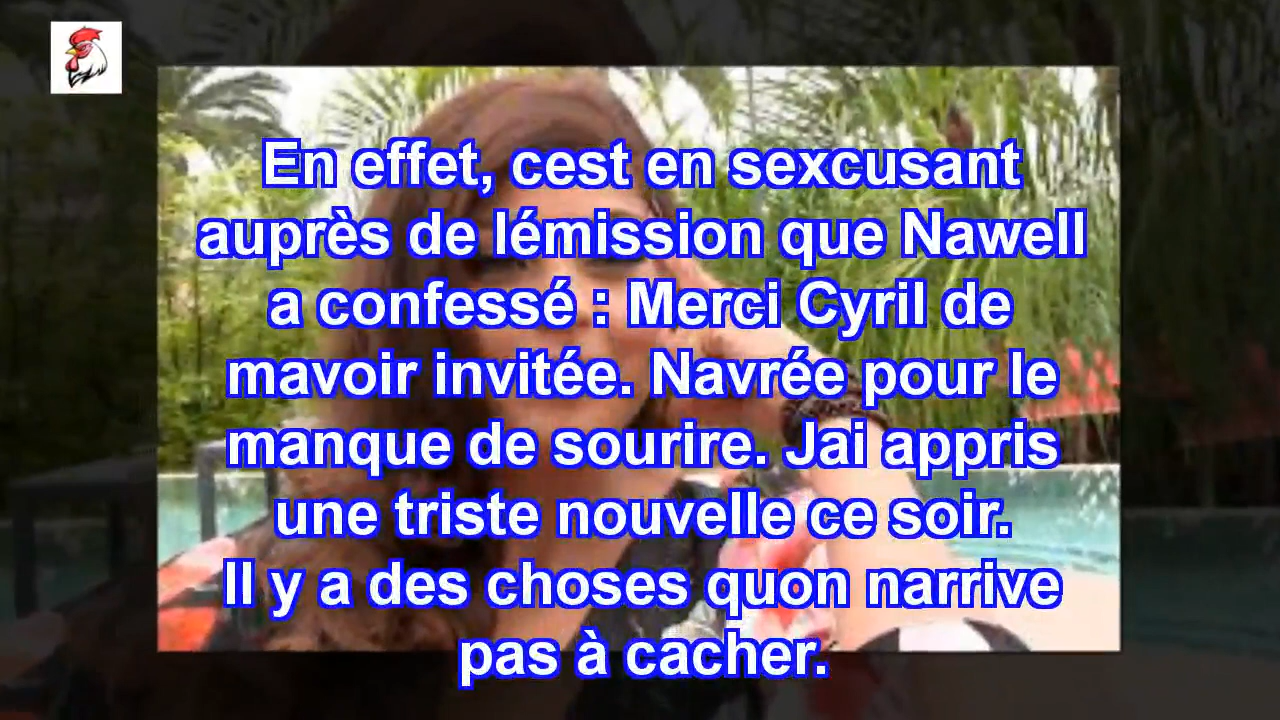 En effet, cest en sexcusant
auprès de lémission que Nawell
a confessé : Merci Cyril de
mavoir invitée. Navrée pour le
manque de sourire. Jai appris
une triste nouvelle ce soir.
Il y a des choses quon narrive
pas à cacher.